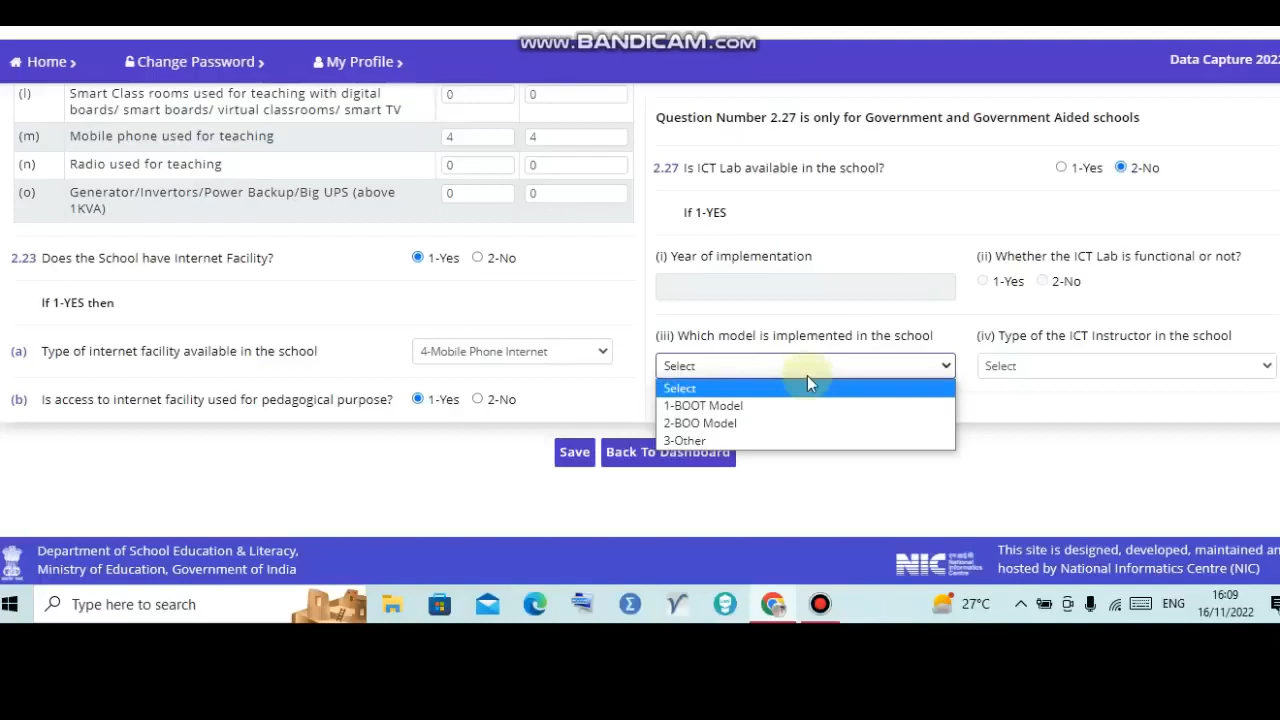 www.BANDICAM.com
Home
Change Password
My Profile
Data Capture 2022
(l) Smart Class rooms used for teaching with digital
boards/ smart boards/ virtual classrooms/ smart TV
0 0
(m) Mobile phone used for teaching 4 4
(n) Radio used for teaching 0 0
(o) Generator/Invertors/Power Backup/Big UPS (above
1KVA)
0 0
2.23 Does the School have Internet Facility? 1-Yes 2-No
If 1-YES then
(a) Type of internet facility available in the school 4-Mobile Phone Internet
(b) Is access to internet facility used for pedagogical purpose? 1-Yes 2-No
Question Number 2.27 is only for Government and Government Aided schools
2.27 Is ICT Lab available in the school? 1-Yes 2-No
If 1-YES
(i) Year of implementation
(ii) Whether the ICT Lab is functional or not?
1-Yes 2-No
(iii) Which model is implemented in the school
Select
Select
1-BOOT Model
2-BOO Model
3-Other
(iv) Type of the ICT Instructor in the school
Select
Save
Back To Dashboard
Department of School Education & Literacy,
Ministry of Education, Government of India
NIC
National
Informatics
Centre
This site is designed, developed, maintained an
hosted by National Informatics Centre (NIC)
Type here to search
27°C
ENG
16:09
16/11/2022